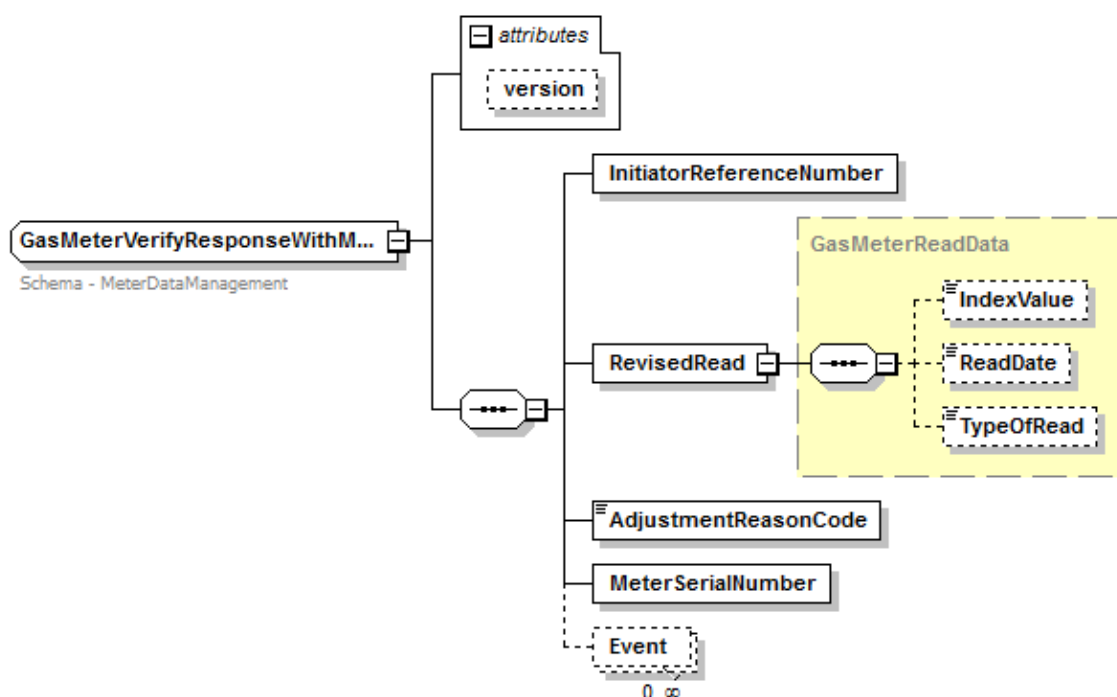 attributes
version
InitiatorReferenceNumber
GasMeterVerifyResponseWithM...
Schema - MeterDataManagement
GasMeterReadData
IndexValue
RevisedRead
ReadDate
TypeOfRead
AdjustmentReasonCode
MeterSerialNumber
Event
0..∞